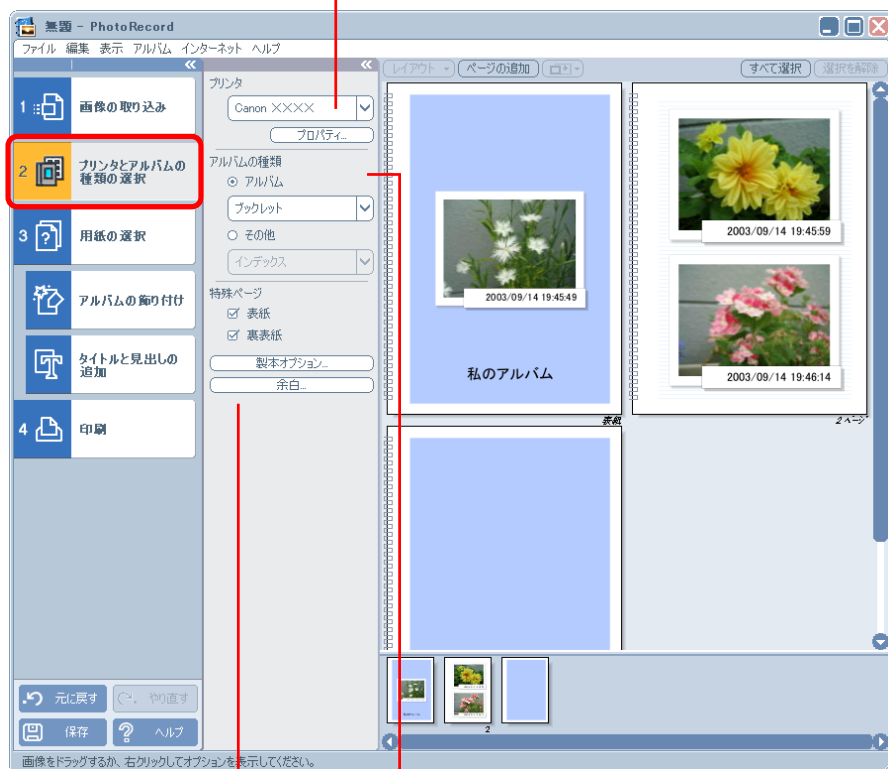 無題 - PhotoRecord
ファイル 編集 表示 アルバム インターネット ヘルプ
1 画像の取り込み
2 プリンタとアルバムの
種類の選択
3 用紙の選択
アルバムの飾り付け
タイトルと見出しの
追加
4 印刷
元に戻す やり直す
保存 ヘルプ
プリンタ
Canon ××××
プロパティ...
アルバムの種類
アルバム
ブックレット
その他
インデックス
特殊ページ
表紙
裏表紙
製本オプション...
余白...
レイアウト ページの追加 すべて選択 選択を解除
2003/09/14 19:45:49
私のアルバム
表紙
2003/09/14 19:45:59
2003/09/14 19:46:14
2 ページ
2
画像をドラッグするか、右クリックしてオプションを表示してください。